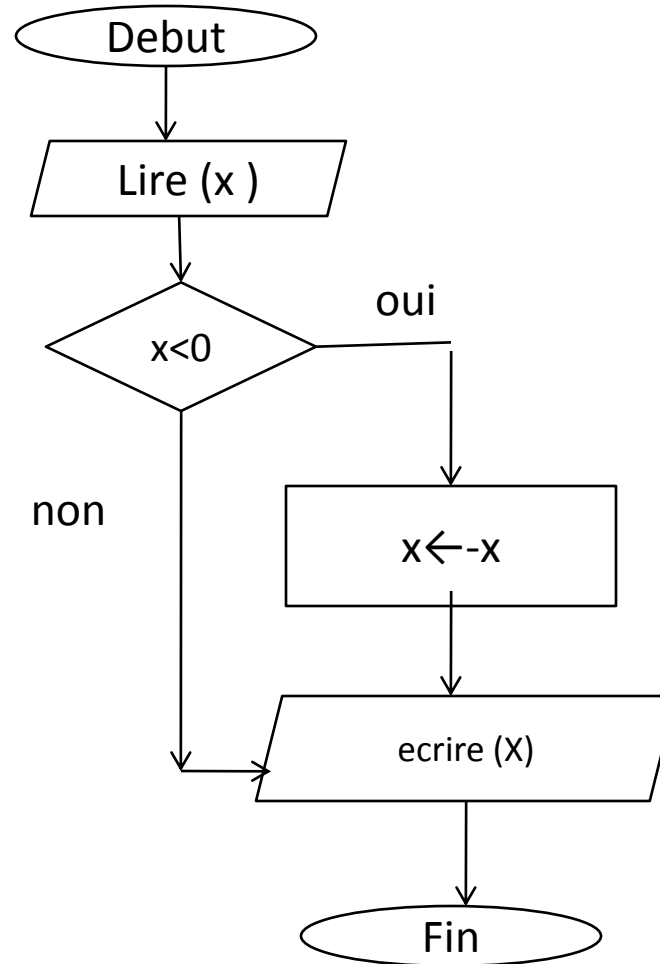 Debut
Lire (x )
oui
x<0
non
x←-x
ecrire (X)
Fin